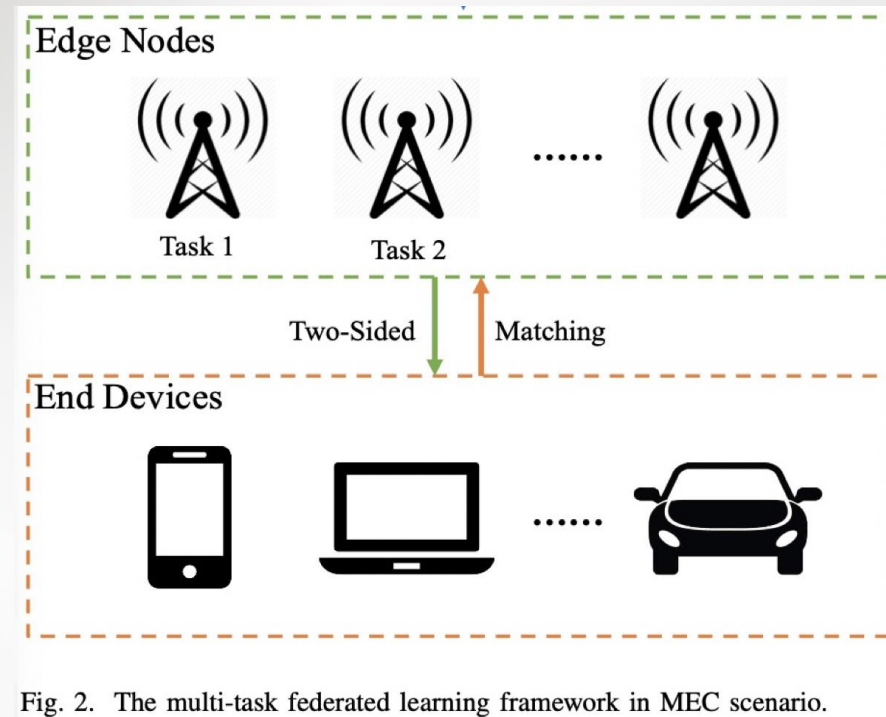 Edge Nodes
......
Task 1
Task 2
Two-Sided
Matching
End Devices
......
Fig. 2. The multi-task federated learning framework in MEC scenario.